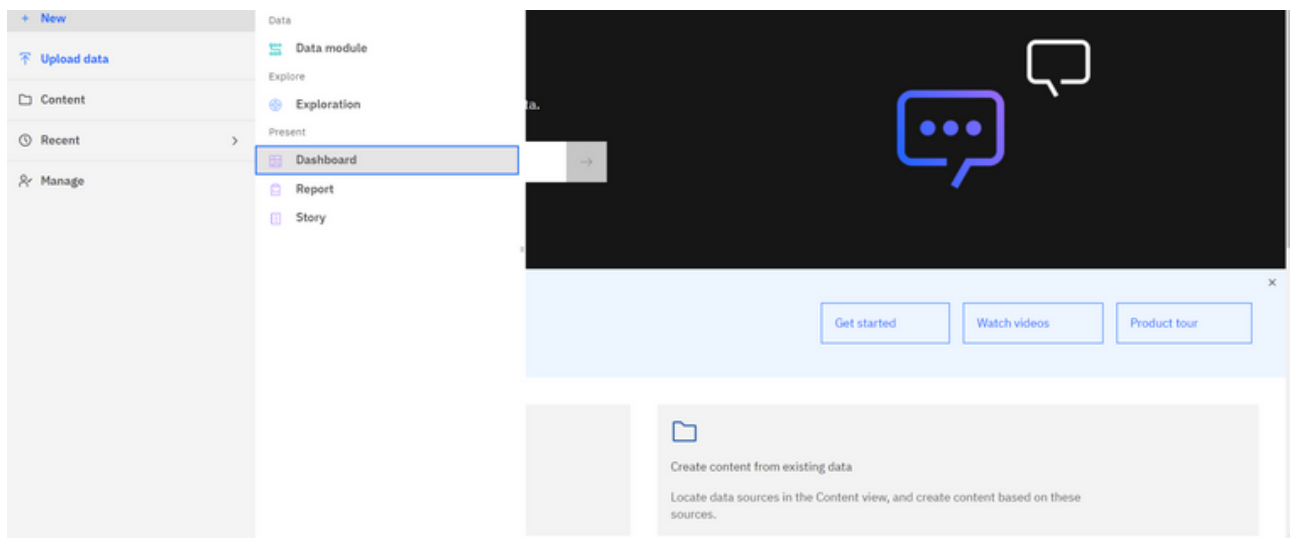 + New
Upload data
Content
Recent
Manage
Data
Data module
Explore
Exploration
Present
Dashboard
Report
Story
ta.
Get started
Watch videos
Product tour
Create content from existing data
Locate data sources in the Content view, and create content based on these
sources.